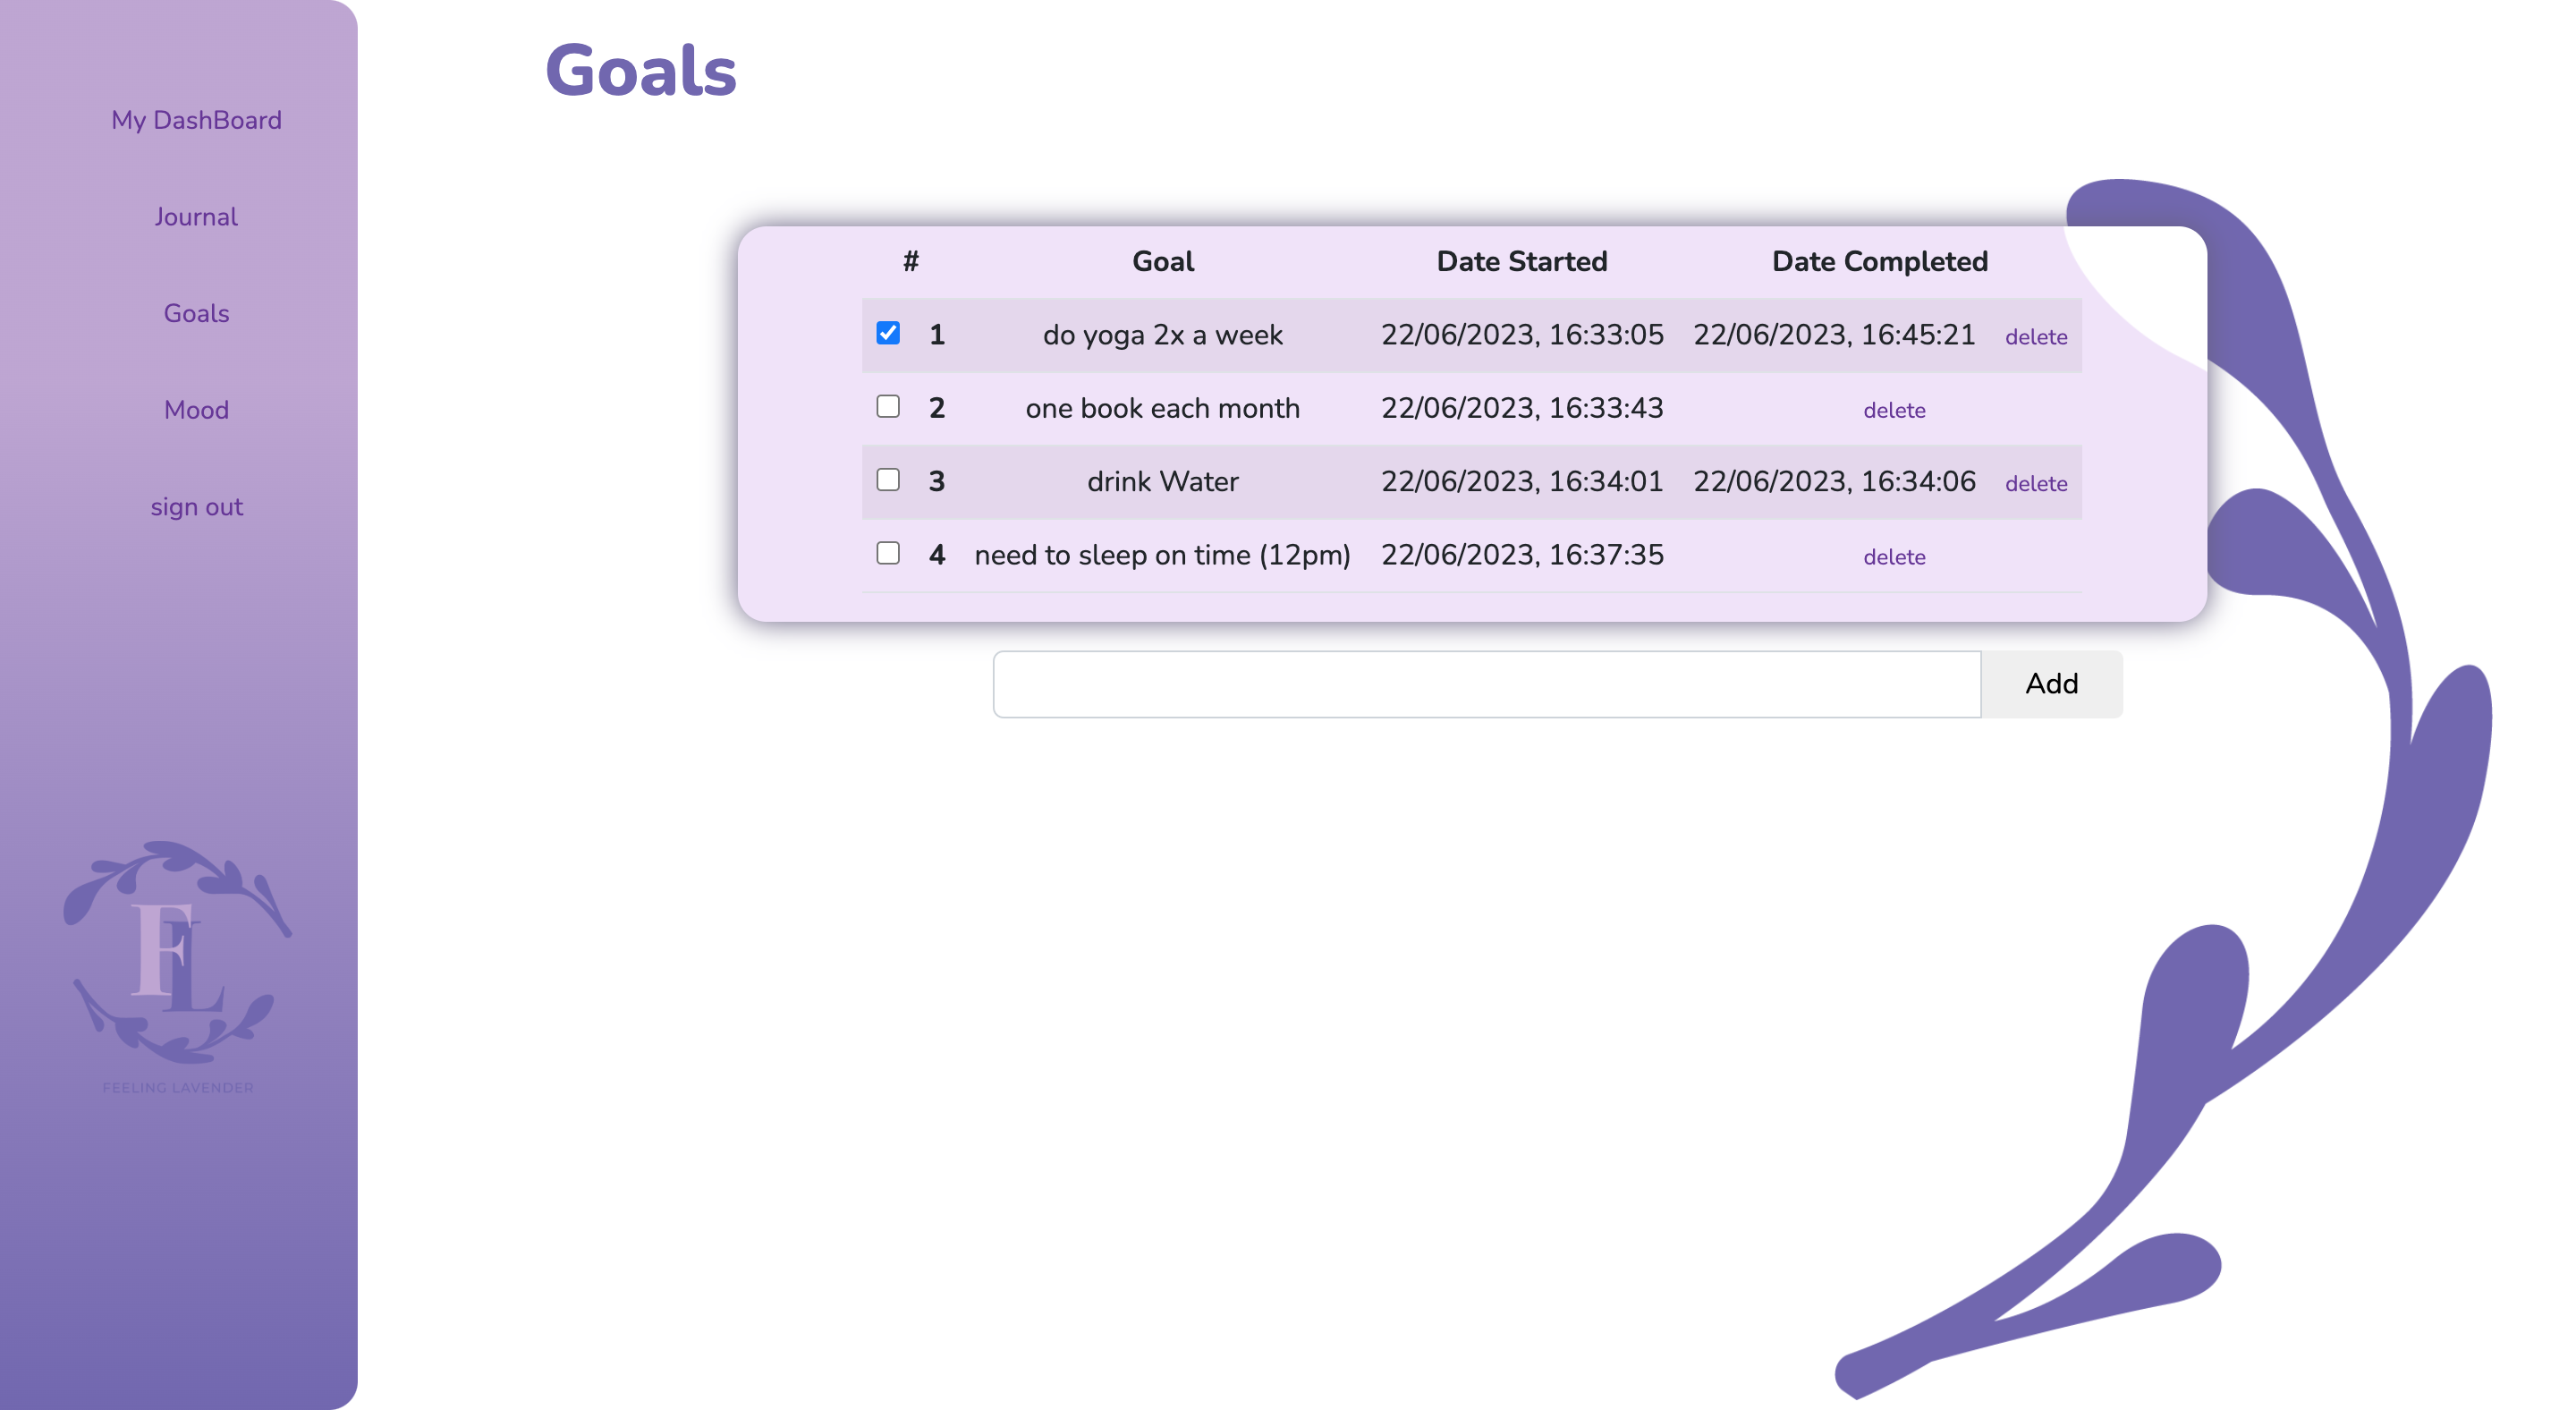 Goals
My DashBoard
Journal
Goals
Mood
sign out
# Goal Date Started Date Completed
1 do yoga 2x a week 22/06/2023, 16:33:05 22/06/2023, 16:45:21 delete
2 one book each month 22/06/2023, 16:33:43 delete
3 drink Water 22/06/2023, 16:34:01 22/06/2023, 16:34:06 delete
4 need to sleep on time (12pm) 22/06/2023, 16:37:35 delete
Add
FL
FEELING LAVENDER